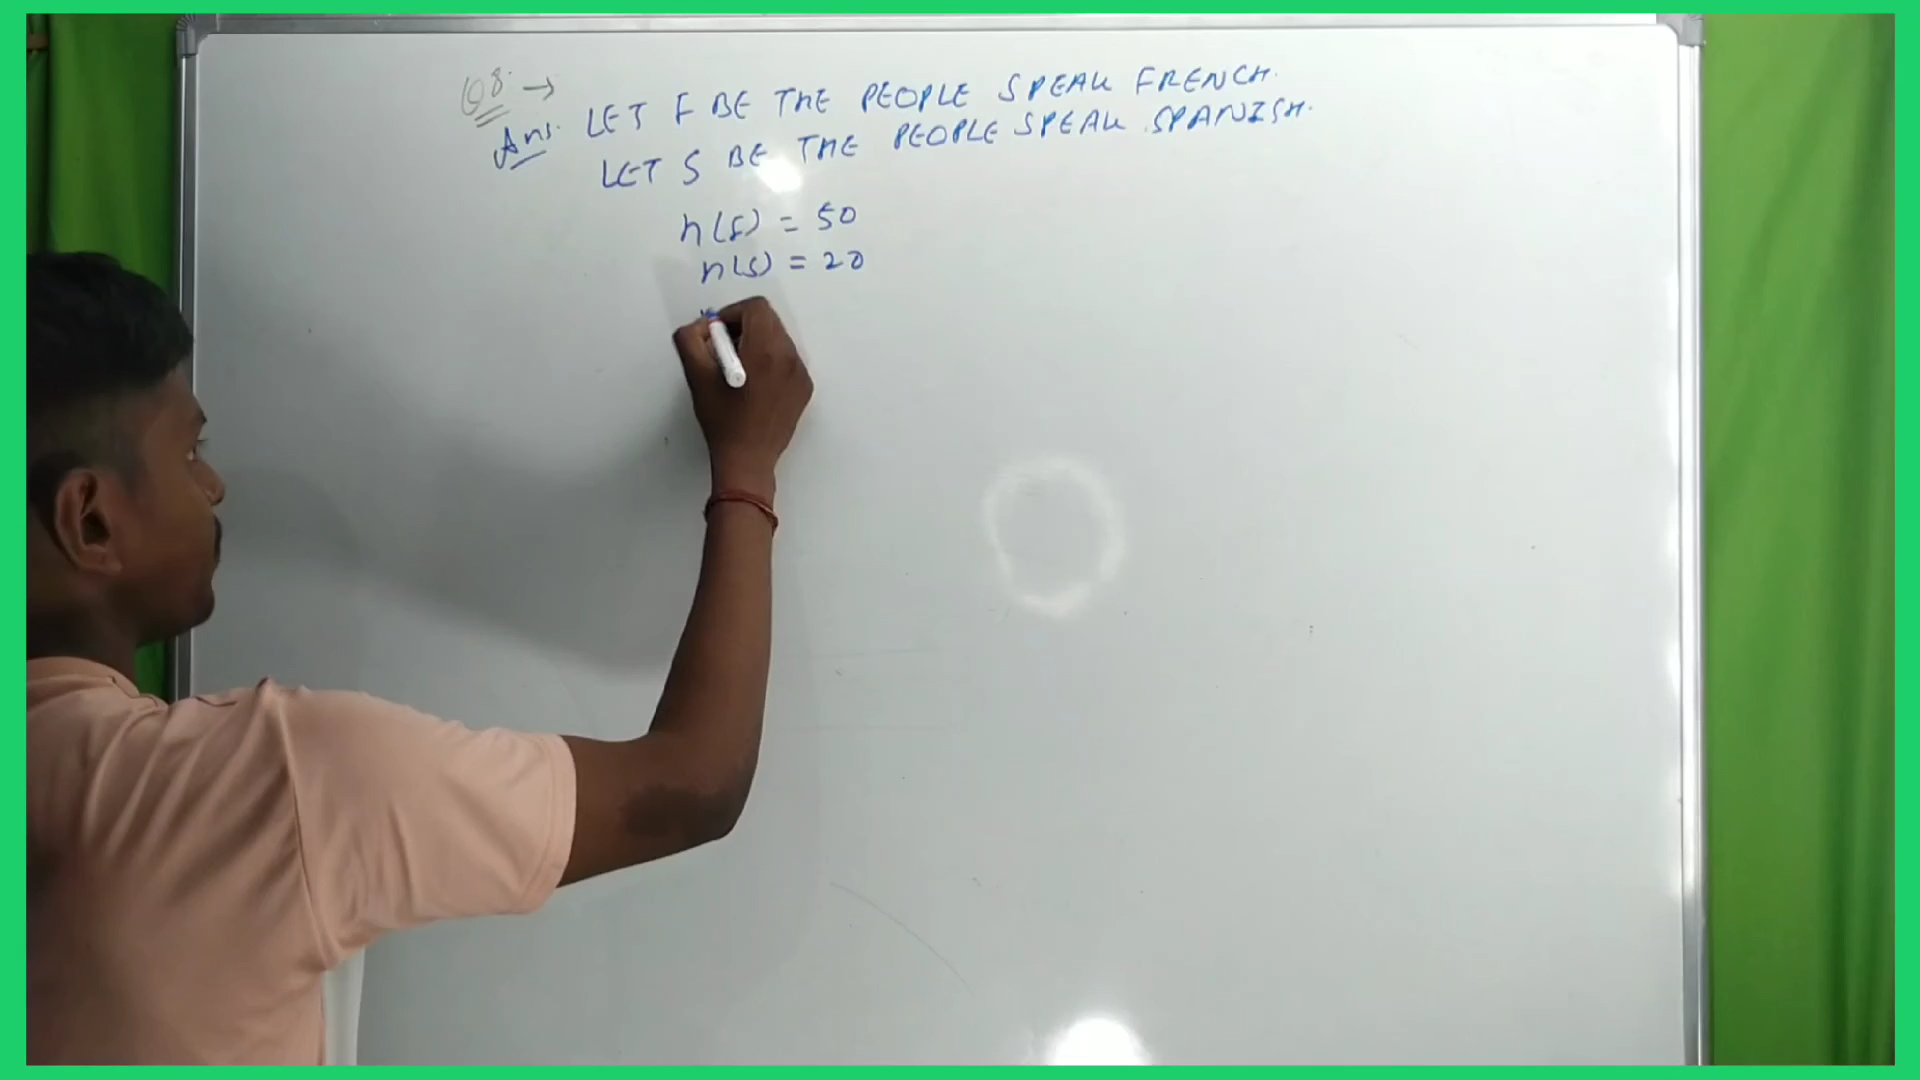 Q8. →
Ans. LET F BE THE PEOPLE SPEAK FRENCH.
LET S BE THE PEOPLE SPEAK SPANISH.
n(F) = 50
n(S) = 20